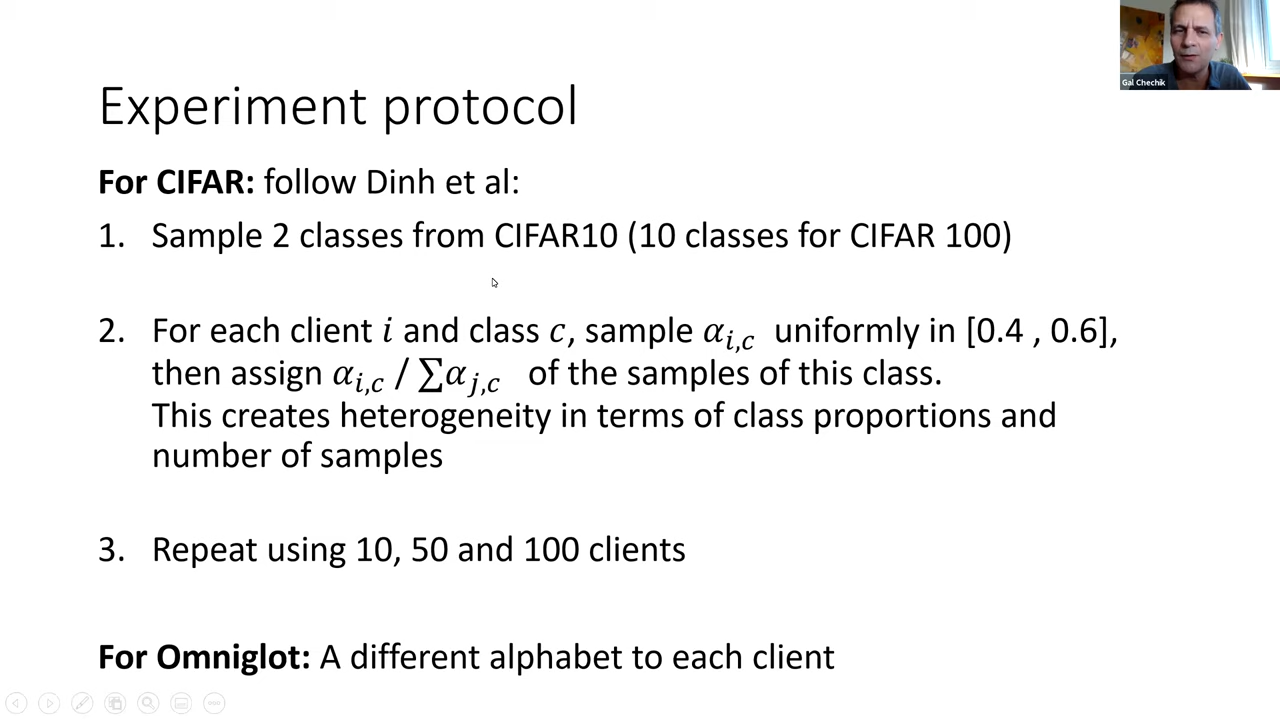 Gal Chechik
Experiment protocol
For CIFAR: follow Dinh et al:
1. Sample 2 classes from CIFAR10 (10 classes for CIFAR 100)
2. For each client i and class c, sample α_{i,c} uniformly in [0.4 , 0.6],
then assign α_{i,c} / ∑α_{j,c} of the samples of this class.
This creates heterogeneity in terms of class proportions and
number of samples
3. Repeat using 10, 50 and 100 clients
For Omniglot: A different alphabet to each client